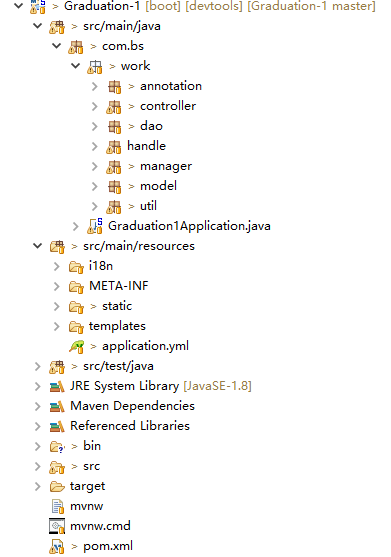 > Graduation-1 [boot] [devtools] [Graduation-1 master]
> src/main/java
> com.bs
> work
> annotation
> controller
> dao
handle
> manager
> model
> util
> Graduation1Application.java
> src/main/resources
i18n
META-INF
> static
templates
> application.yml
> src/test/java
JRE System Library [JavaSE-1.8]
Maven Dependencies
Referenced Libraries
> bin
> src
target
mvnw
mvnw.cmd
> pom.xml